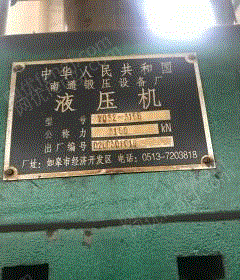 中华人民共和国
南通锻压设备厂
液压机
型号
公称力 kN
出厂编号
厂址：如皋市经济开发区 电话：0513-7203818